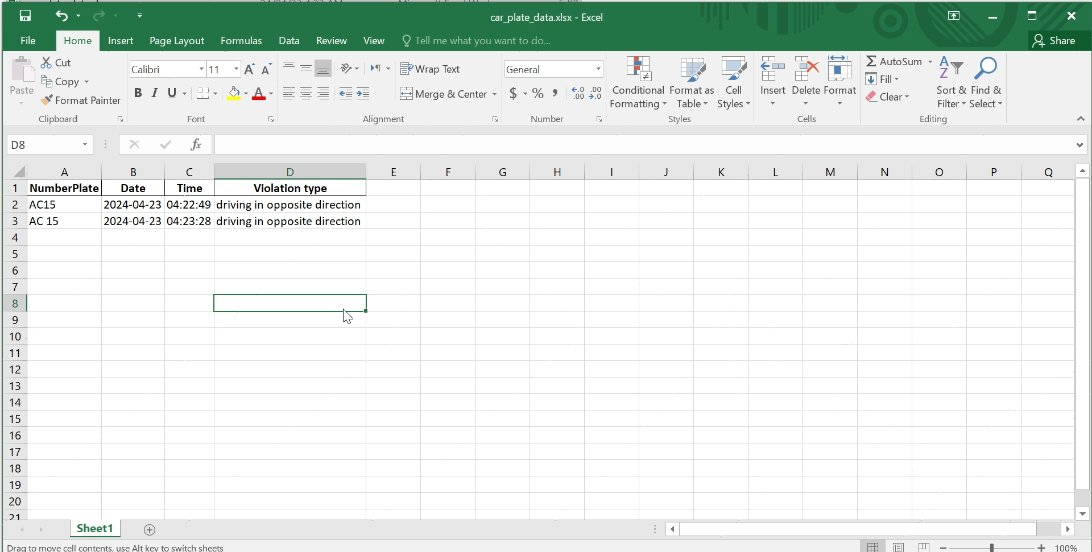 car_plate_data.xlsx - Excel
File Home Insert Page Layout Formulas Data Review View Tell me what you want to do... Share
Paste
Cut
Copy
Format Painter
Clipboard
Calibri 11
B I U
Font
Wrap Text
Merge & Center
Alignment
General
$ % ,
Number
Conditional Formatting
Format as Table
Cell Styles
Styles
Insert Delete Format
Cells
AutoSum
Fill
Clear
Sort & Filter
Find & Select
Editing
D8 fx
A B C D E F G H I J K L M N O P Q
1 NumberPlate Date Time Violation type
2 AC15 2024-04-23 04:22:49 driving in opposite direction
3 AC 15 2024-04-23 04:23:28 driving in opposite direction
4
5
6
7
8
9
10
11
12
13
14
15
16
17
18
19
20
21
Sheet1
Drag to move cell contents, use Alt key to switch sheets 100%